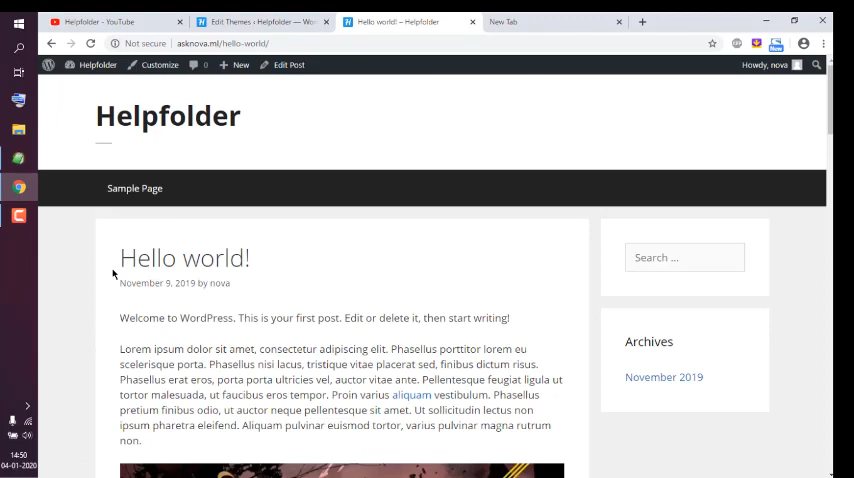 Helpfolder - YouTube
Edit Themes ‹ Helpfolder — Wor
Hello world! – Helpfolder
New Tab
Not secure
asknova.ml/hello-world/
New
Helpfolder
Customize
0
New
Edit Post
Howdy, nova
Helpfolder
Sample Page
Hello world!
November 9, 2019 by nova
Welcome to WordPress. This is your first post. Edit or delete it, then start writing!
Lorem ipsum dolor sit amet, consectetur adipiscing elit. Phasellus porttitor lorem eu
scelerisque porta. Phasellus nisi lacus, tristique vitae placerat sed, finibus dictum risus.
Phasellus erat eros, porta porta ultricies vel, auctor vitae ante. Pellentesque feugiat ligula ut
tortor malesuada, ut faucibus eros tempor. Proin varius aliquam vestibulum. Phasellus
pretium finibus odio, ut auctor neque pellentesque sit amet. Ut sollicitudin lectus non
ipsum pharetra eleifend. Aliquam pulvinar euismod tortor, varius pulvinar magna rutrum
non.
Search …
Archives
November 2019
14:50
04-01-2020